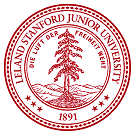 LELAND STANFORD JUNIOR UNIVERSITY
DIE LUFT DER FREIHEIT WEHT
1891